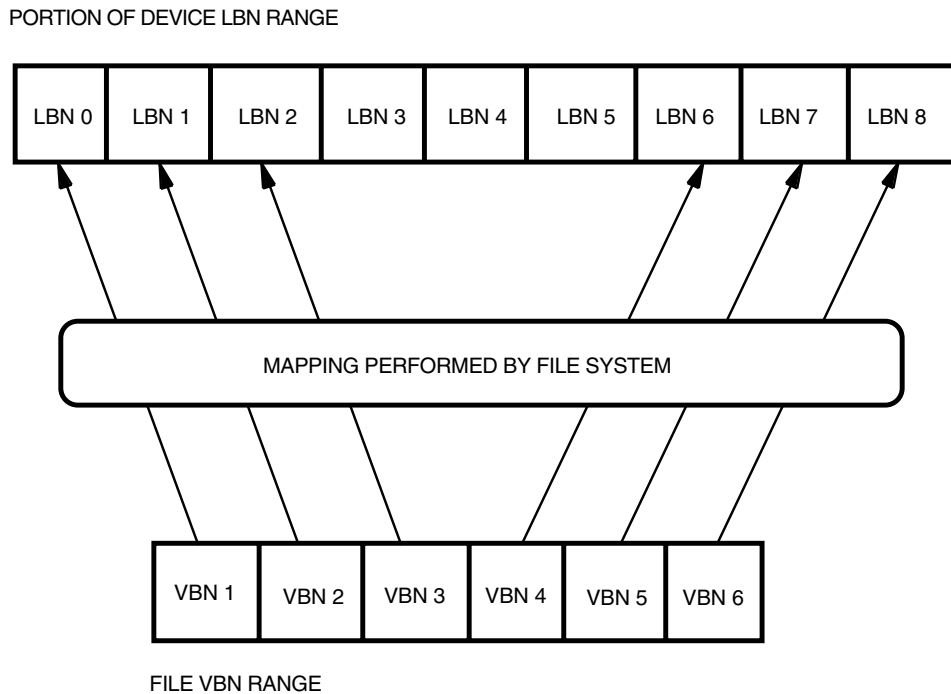 PORTION OF DEVICE LBN RANGE
LBN 0 LBN 1 LBN 2 LBN 3 LBN 4 LBN 5 LBN 6 LBN 7 LBN 8
MAPPING PERFORMED BY FILE SYSTEM
VBN 1 VBN 2 VBN 3 VBN 4 VBN 5 VBN 6
FILE VBN RANGE